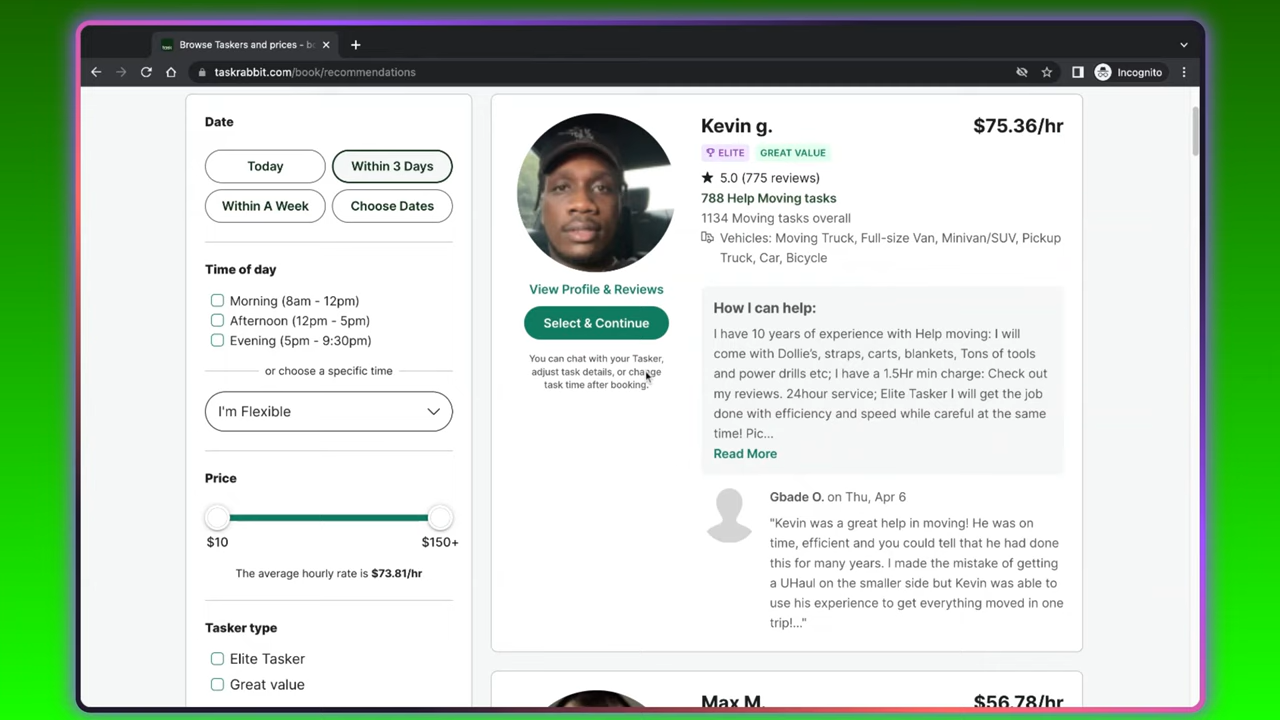 Browse Taskers and prices - bo
taskrabbit.com/book/recommendations
Incognito
Date
Today
Within 3 Days
Within A Week
Choose Dates
Time of day
Morning (8am - 12pm)
Afternoon (12pm - 5pm)
Evening (5pm - 9:30pm)
or choose a specific time
I'm Flexible
Price
$10
$150+
The average hourly rate is $73.81/hr
Tasker type
Elite Tasker
Great value
View Profile & Reviews
Select & Continue
You can chat with your Tasker,
adjust task details, or change
task time after booking.
Kevin g.
$75.36/hr
ELITE
GREAT VALUE
5.0 (775 reviews)
788 Help Moving tasks
1134 Moving tasks overall
Vehicles: Moving Truck, Full-size Van, Minivan/SUV, Pickup
Truck, Car, Bicycle
How I can help:
I have 10 years of experience with Help moving: I will
come with Dollie's, straps, carts, blankets, Tons of tools
and power drills etc; I have a 1.5Hr min charge: Check out
my reviews. 24hour service; Elite Tasker I will get the job
done with efficiency and speed while careful at the same
time! Pic...
Read More
Gbade O. on Thu, Apr 6
"Kevin was a great help in moving! He was on
time, efficient and you could tell that he had done
this for many years. I made the mistake of getting
a UHaul on the smaller side but Kevin was able to
use his experience to get everything moved in one
trip!..."
Max M.
$56.78/hr